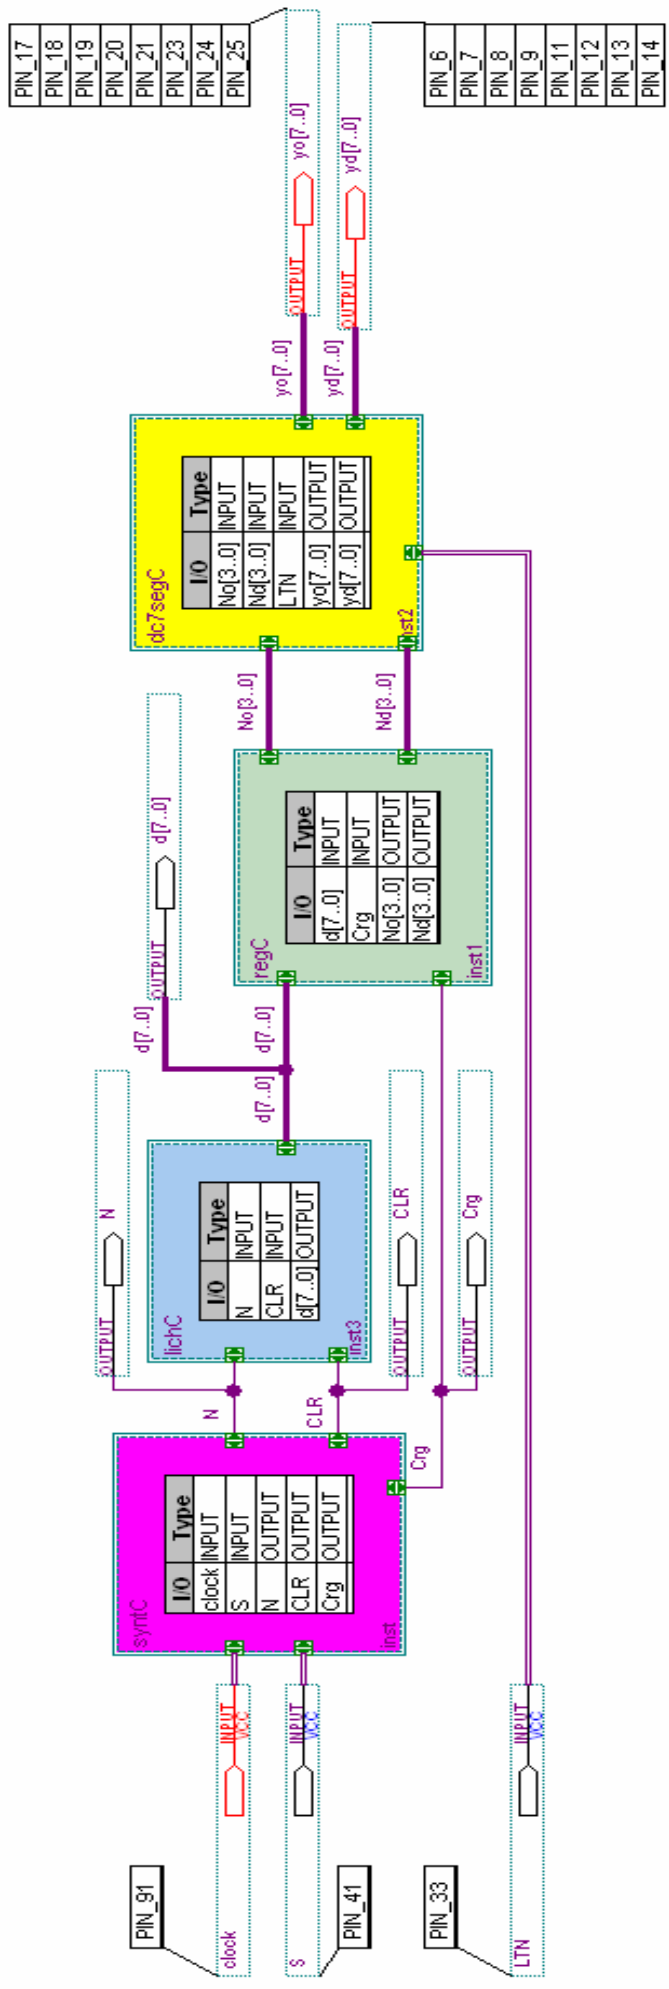 PIN_91
clock
INPUT
VCC
PIN_41
S
INPUT
VCC
PIN_33
LTN
INPUT
VCC
syntC
I/O Type
clock INPUT
S INPUT
N OUTPUT
CLR OUTPUT
Crg OUTPUT
inst
N
CLR
Crg
OUTPUT N
OUTPUT CLR
OUTPUT Crg
lichC
I/O Type
N INPUT
CLR INPUT
d[7..0] OUTPUT
inst3
d[7..0]
d[7..0]
d[7..0]
OUTPUT d[7..0]
regC
I/O Type
d[7..0] INPUT
Crg INPUT
No[3..0] OUTPUT
Nd[3..0] OUTPUT
inst1
No[3..0]
Nd[3..0]
dc7segC
I/O Type
No[3..0] INPUT
Nd[3..0] INPUT
LTN INPUT
yo[7..0] OUTPUT
yd[7..0] OUTPUT
nst2
yo[7..0]
yd[7..0]
OUTPUT yo[7..0]
OUTPUT yd[7..0]
PIN_17
PIN_18
PIN_19
PIN_20
PIN_21
PIN_23
PIN_24
PIN_25
PIN_6
PIN_7
PIN_8
PIN_9
PIN_11
PIN_12
PIN_13
PIN_14